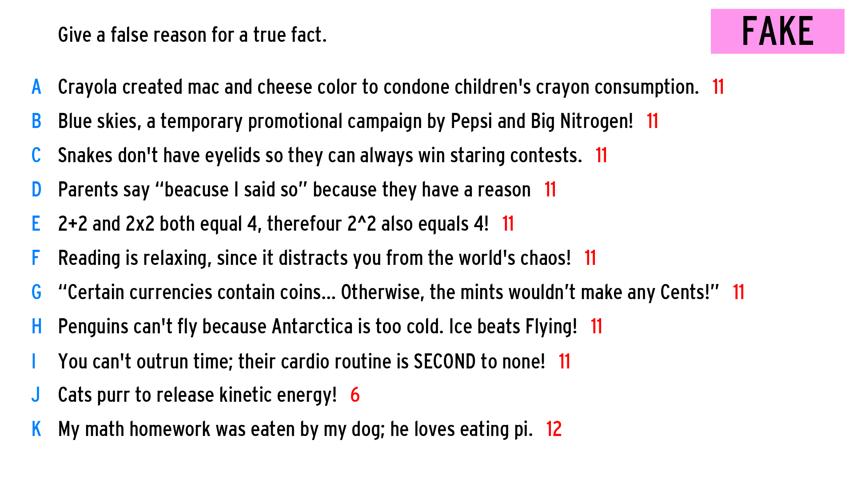 Give a false reason for a true fact.
FAKE
A Crayola created mac and cheese color to condone children's crayon consumption. 11
B Blue skies, a temporary promotional campaign by Pepsi and Big Nitrogen! 11
C Snakes don't have eyelids so they can always win staring contests. 11
D Parents say “beacuse I said so” because they have a reason 11
E 2+2 and 2x2 both equal 4, therefour 2^2 also equals 4! 11
F Reading is relaxing, since it distracts you from the world's chaos! 11
G “Certain currencies contain coins... Otherwise, the mints wouldn’t make any Cents!” 11
H Penguins can't fly because Antarctica is too cold. Ice beats Flying! 11
I You can't outrun time; their cardio routine is SECOND to none! 11
J Cats purr to release kinetic energy! 6
K My math homework was eaten by my dog; he loves eating pi. 12